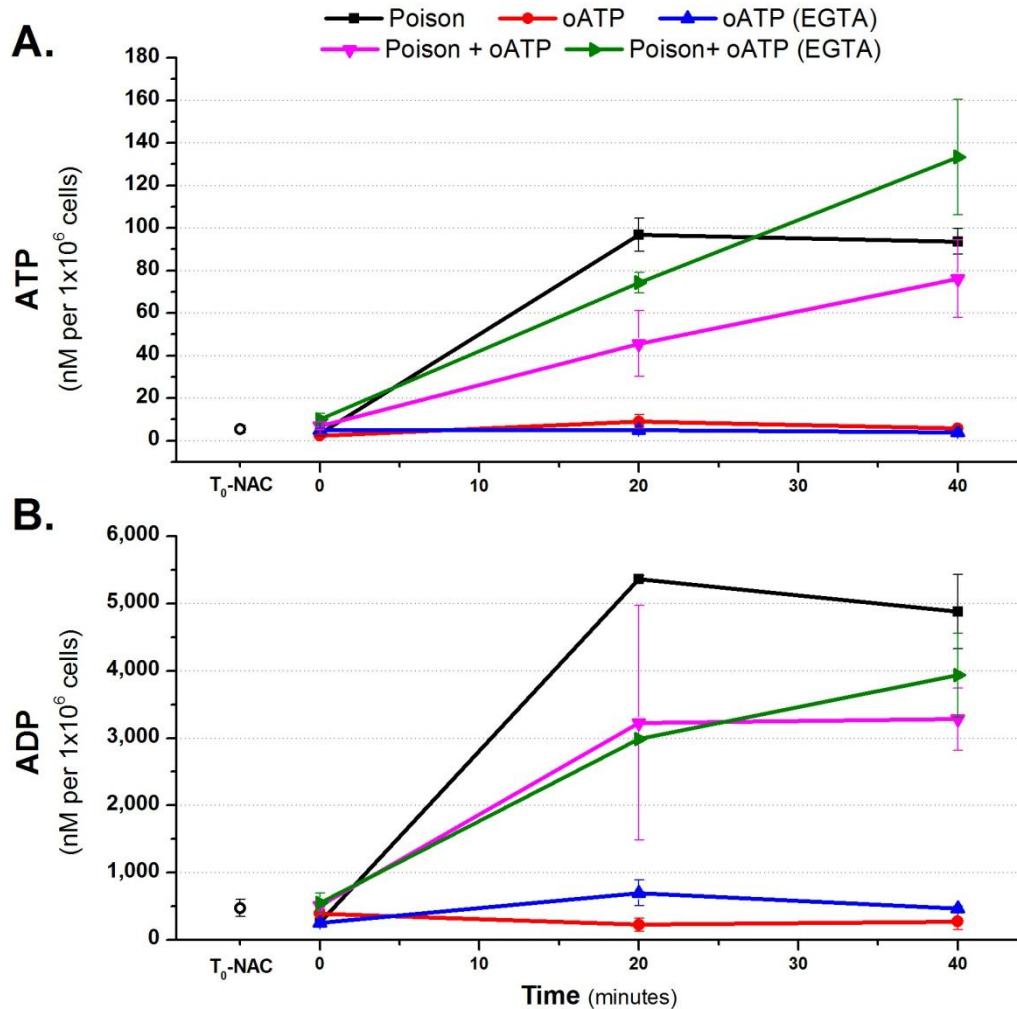 A.
Poison oATP oATP (EGTA)
Poison + oATP Poison+ oATP (EGTA)
180
160
140
120
100
80
60
40
20
0
ATP
(nM per 1x10⁶ cells)
T₀-NAC 0 10 20 30 40
B.
6,000
5,000
4,000
3,000
2,000
1,000
0
ADP
(nM per 1x10⁶ cells)
T₀-NAC 0 10 20 30 40
Time (minutes)